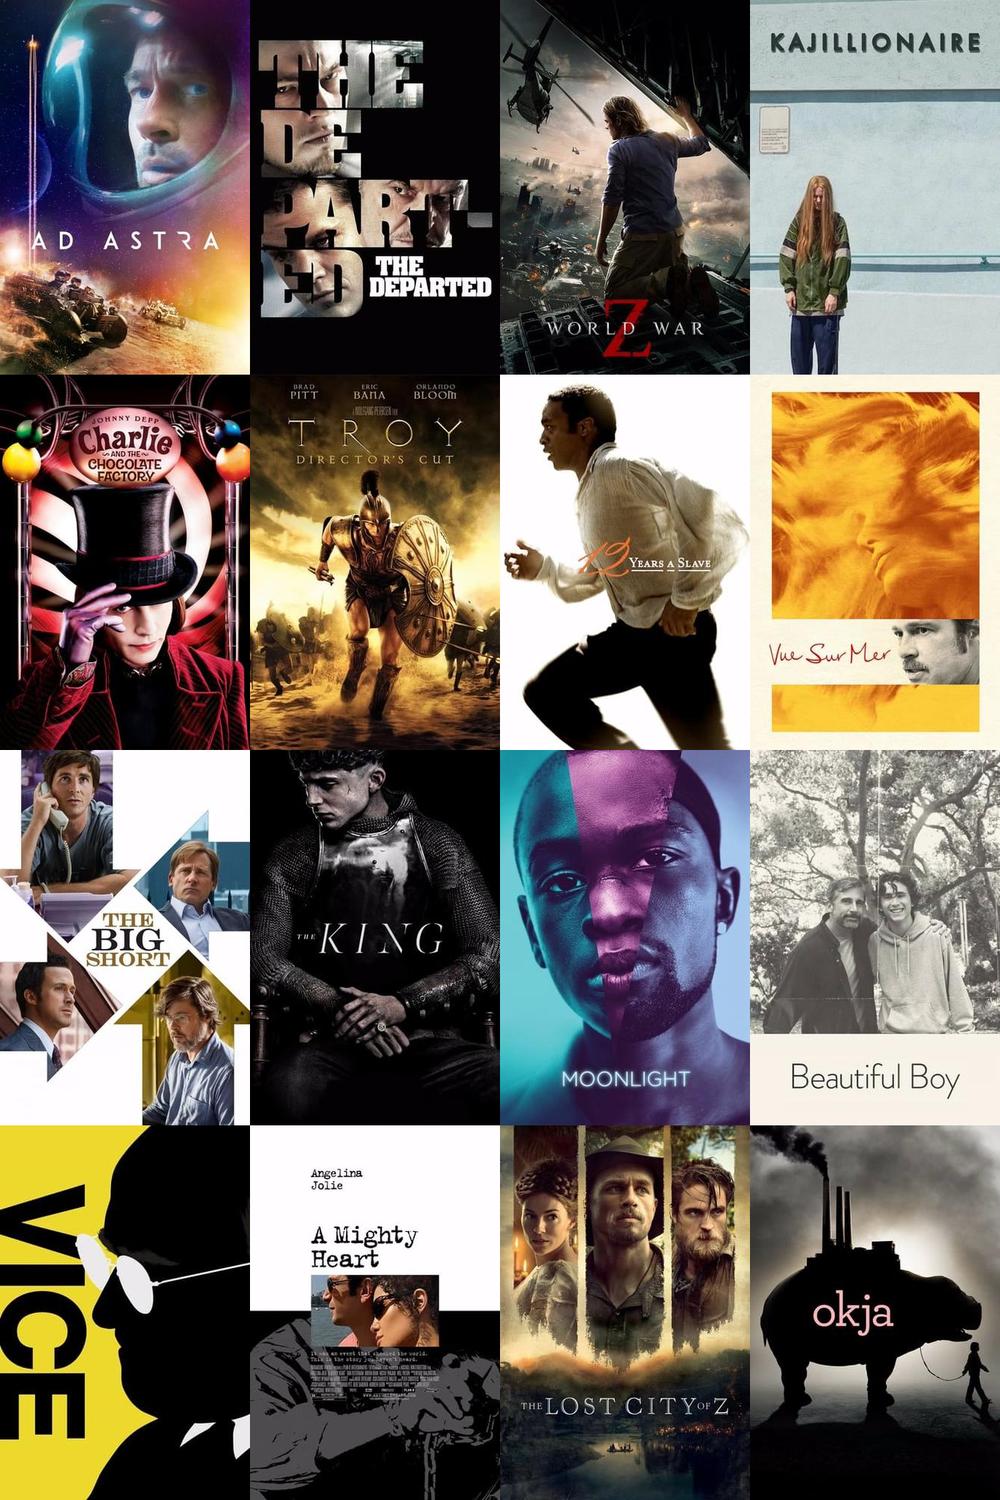 AD ASTRA
THE
DE
PART-
ED
THE
DEPARTED
WORLD WAR
Z
KAJILLIONAIRE
JOHNNY DEPP
Charlie
AND THE
CHOCOLATE
FACTORY
BRAD
PITT
ERIC
BANA
ORLANDO
BLOOM
A WOLFGANG PETERSEN FILM
TROY
DIRECTOR'S CUT
12 YEARS A SLAVE
Vue Sur Mer
THE
BIG
SHORT
THE KING
MOONLIGHT
Beautiful Boy
VICE
Angelina
Jolie
A Mighty
Heart
It was an event that shocked the world.
This is the story you haven't heard.
THE LOST CITY OF Z
okja